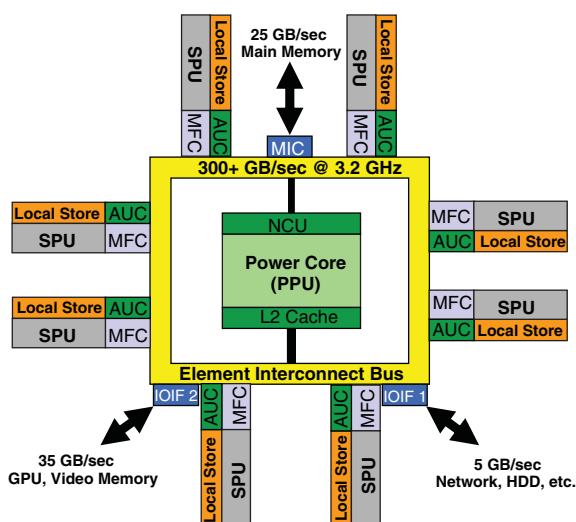 25 GB/sec
Main Memory
SPU
Local Store
MFC
AUC
SPU
Local Store
MFC
AUC
MIC
300+ GB/sec @ 3.2 GHz
Local Store AUC
SPU MFC
MFC SPU
AUC Local Store
NCU
Power Core
(PPU)
L2 Cache
Local Store AUC
SPU MFC
MFC SPU
AUC Local Store
Element Interconnect Bus
IOIF 2
IOIF 1
AUC
MFC
Local Store
SPU
AUC
MFC
Local Store
SPU
35 GB/sec
GPU, Video Memory
5 GB/sec
Network, HDD, etc.